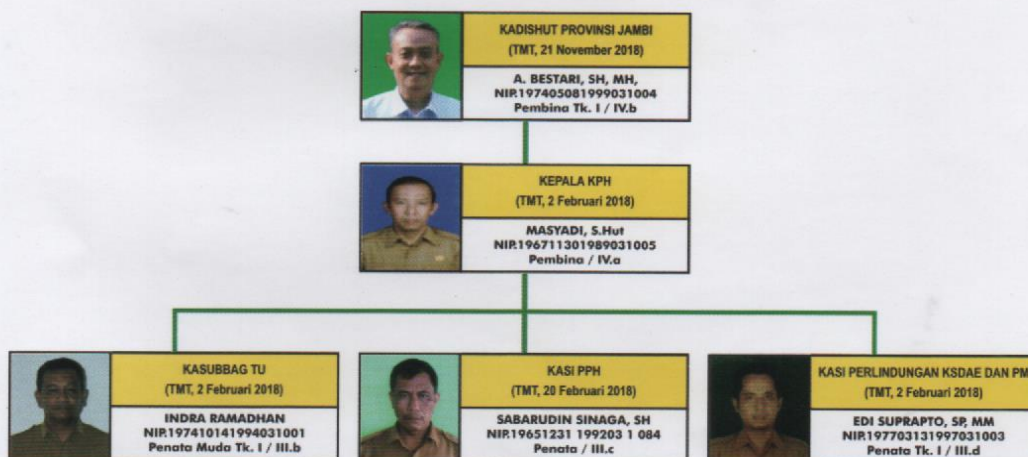 KADISHUT PROVINSI JAMBI
(TMT, 21 November 2018)
A. BESTARI, SH, MH,
NIP.197405081999031004
Pembina Tk. I / IV.b
KEPALA KPH
(TMT, 2 Februari 2018)
MASYADI, S.Hut
NIP.196711301989031005
Pembina / IV.a
KASUBBAG TU
(TMT, 2 Februari 2018)
INDRA RAMADHAN
NIP.197410141994031001
Penata Muda Tk. I / III.b
KASI PPH
(TMT, 20 Februari 2018)
SABARUDIN SINAGA, SH
NIP.19651231 199203 1 084
Penata / III.c
KASI PERLINDUNGAN KSDAE DAN PM
(TMT, 2 Februari 2018)
EDI SUPRAPTO, SP, MM
NIP.197703131997031003
Penata Tk. I / III.d